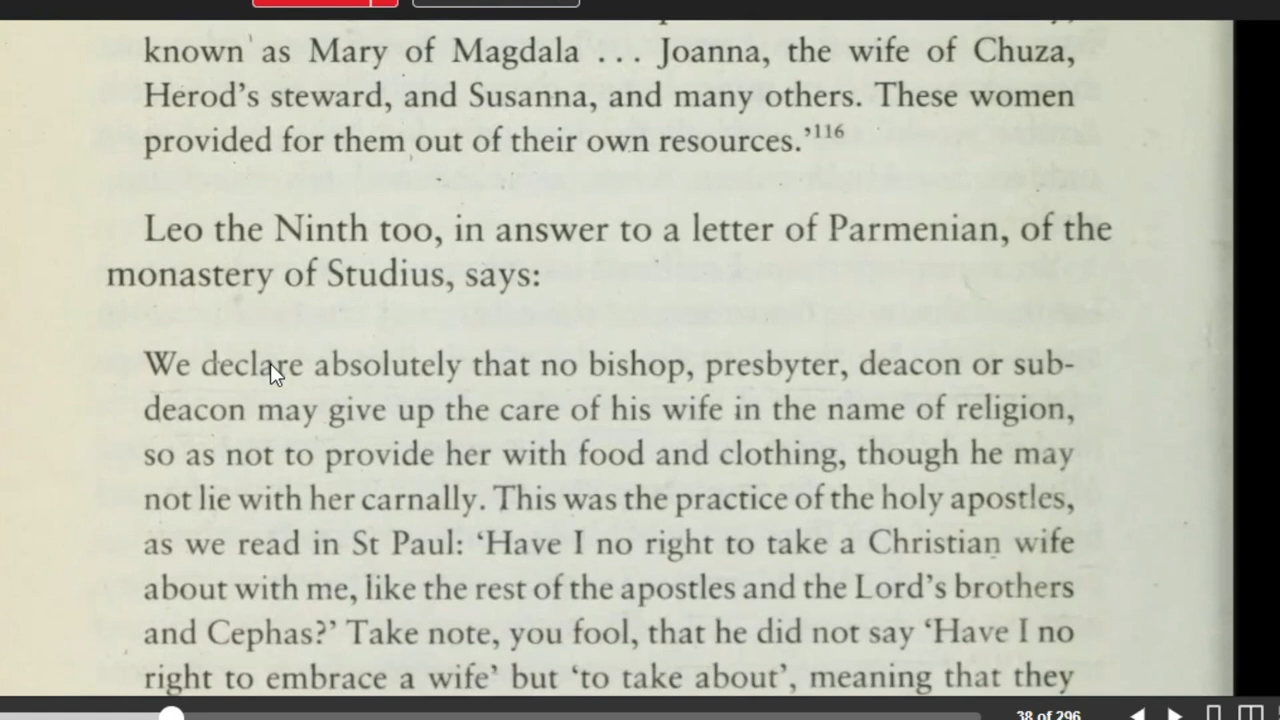 known as Mary of Magdala ... Joanna, the wife of Chuza,
Herod's steward, and Susanna, and many others. These women
provided for them out of their own resources.'116
Leo the Ninth too, in answer to a letter of Parmenian, of the
monastery of Studius, says:
We declare absolutely that no bishop, presbyter, deacon or sub-
deacon may give up the care of his wife in the name of religion,
so as not to provide her with food and clothing, though he may
not lie with her carnally. This was the practice of the holy apostles,
as we read in St Paul: 'Have I no right to take a Christian wife
about with me, like the rest of the apostles and the Lord's brothers
and Cephas?' Take note, you fool, that he did not say 'Have I no
right to embrace a wife' but 'to take about', meaning that they
38 of 296